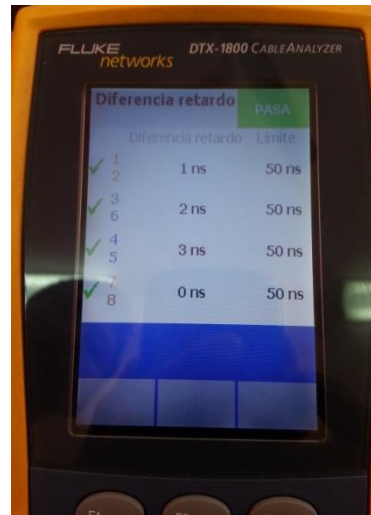 FLUKE networks DTX-1800 CABLEANALYZER
Diferencia retardo PASA
Diferencia retardo Límite
1
2 1 ns 50 ns
3
6 2 ns 50 ns
4
5 3 ns 50 ns
7
8 0 ns 50 ns
F1